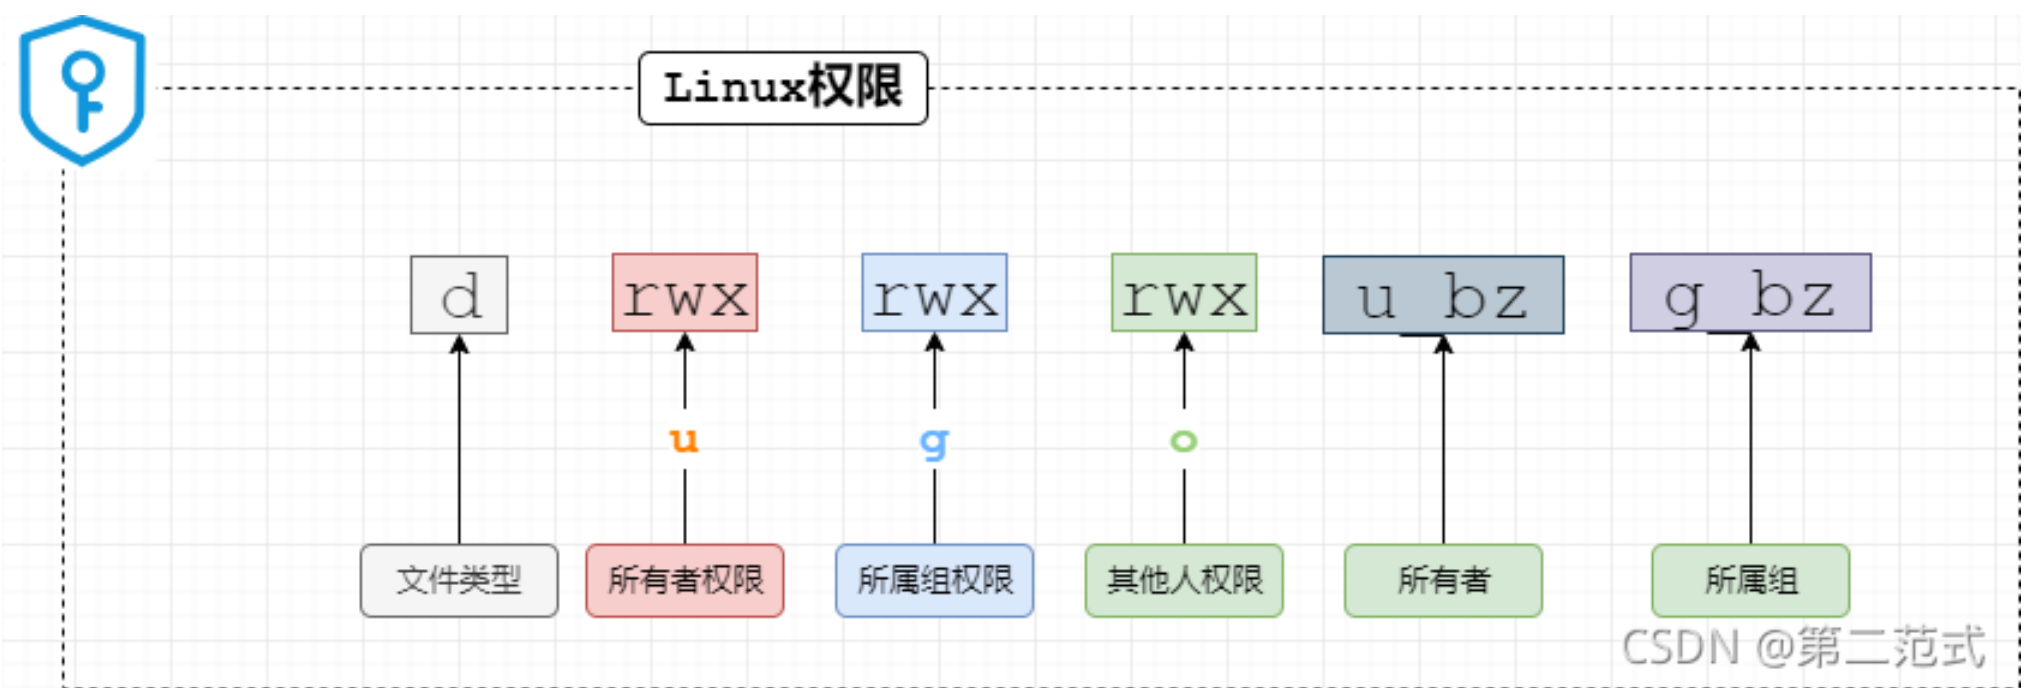 Linux权限
d rwx rwx rwx u_bz g_bz
u g o
文件类型 所有者权限 所属组权限 其他人权限 所有者 所属组
CSDN @第二范式